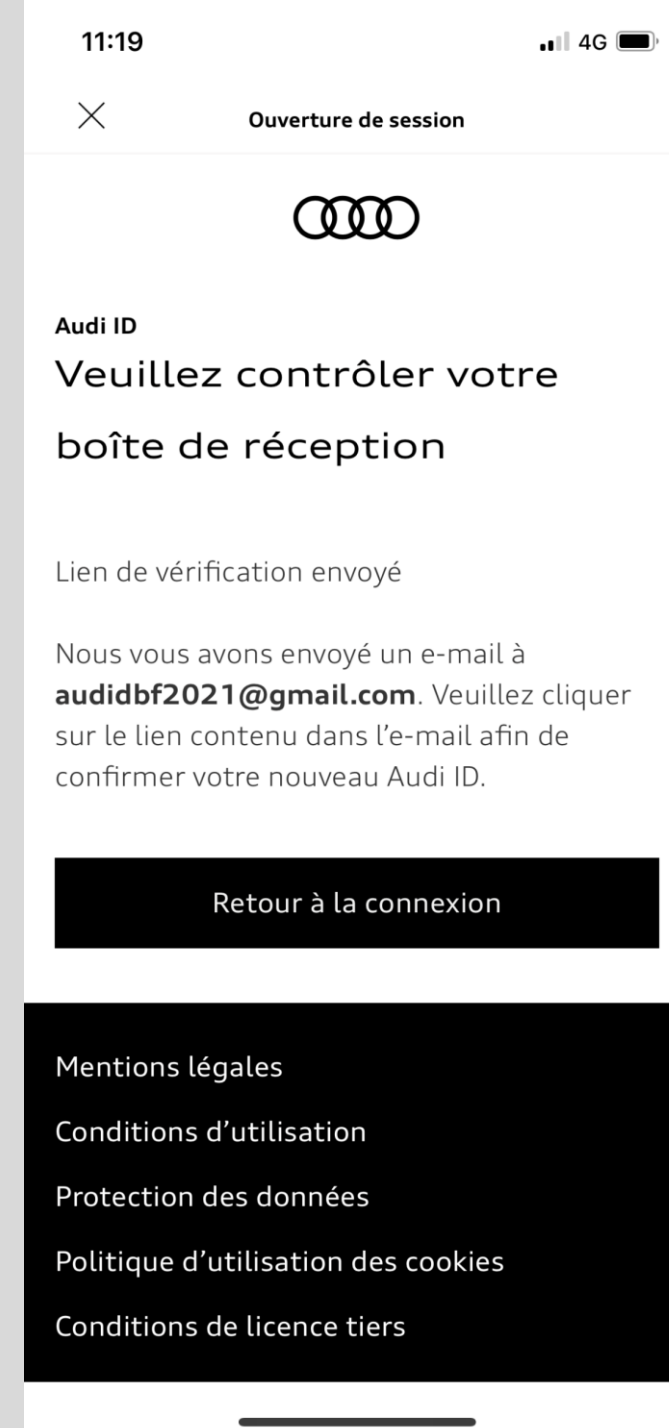 11:19
4G
Ouverture de session
Audi ID
Veuillez contrôler votre
boîte de réception
Lien de vérification envoyé
Nous vous avons envoyé un e-mail à
audidbf2021@gmail.com. Veuillez cliquer
sur le lien contenu dans l’e-mail afin de
confirmer votre nouveau Audi ID.
Retour à la connexion
Mentions légales
Conditions d’utilisation
Protection des données
Politique d’utilisation des cookies
Conditions de licence tiers